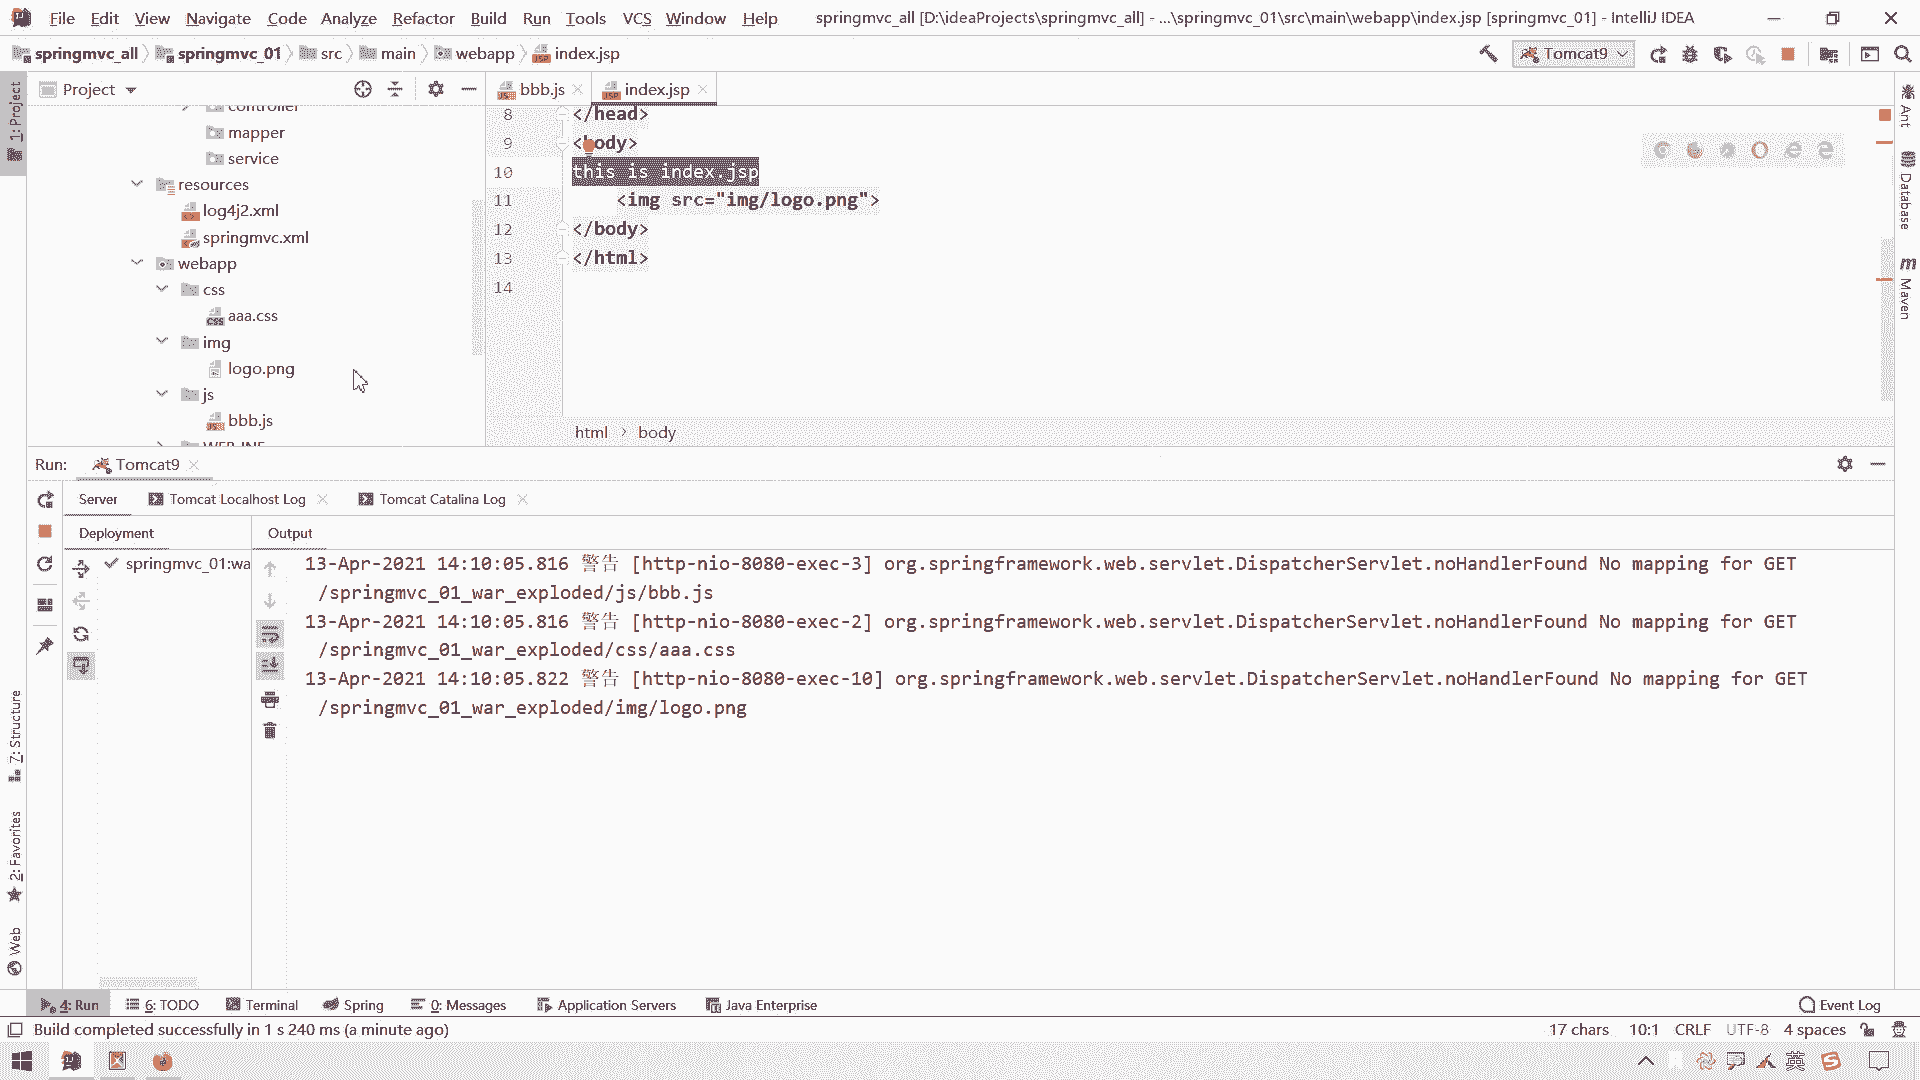 File Edit View Navigate Code Analyze Refactor Build Run Tools VCS Window Help springmvc_all [D:\ideaProjects\springmvc_all] - ...\springmvc_01\src\main\webapp\index.jsp [springmvc_01] - IntelliJ IDEA
springmvc_all springmvc_01 src main webapp index.jsp Tomcat9
Project
bbb.js index.jsp
controller
mapper
service
resources
log4j2.xml
springmvc.xml
webapp
css
aaa.css
img
logo.png
js
bbb.js
WEB-INF
8 </head>
9 <body>
10 this is index.jsp
11 <img src="img/logo.png">
12 </body>
13 </html>
14
html › body
1: Project
7: Structure
2: Favorites
Web
Ant
Database
Maven
Run: Tomcat9
Server Tomcat Localhost Log Tomcat Catalina Log
Deployment Output
springmvc_01:wa
13-Apr-2021 14:10:05.816 警告 [http-nio-8080-exec-3] org.springframework.web.servlet.DispatcherServlet.noHandlerFound No mapping for GET
/springmvc_01_war_exploded/js/bbb.js
13-Apr-2021 14:10:05.816 警告 [http-nio-8080-exec-2] org.springframework.web.servlet.DispatcherServlet.noHandlerFound No mapping for GET
/springmvc_01_war_exploded/css/aaa.css
13-Apr-2021 14:10:05.822 警告 [http-nio-8080-exec-10] org.springframework.web.servlet.DispatcherServlet.noHandlerFound No mapping for GET
/springmvc_01_war_exploded/img/logo.png
4: Run 6: TODO Terminal Spring 0: Messages Application Servers Java Enterprise Event Log
Build completed successfully in 1 s 240 ms (a minute ago) 17 chars 10:1 CRLF UTF-8 4 spaces
英